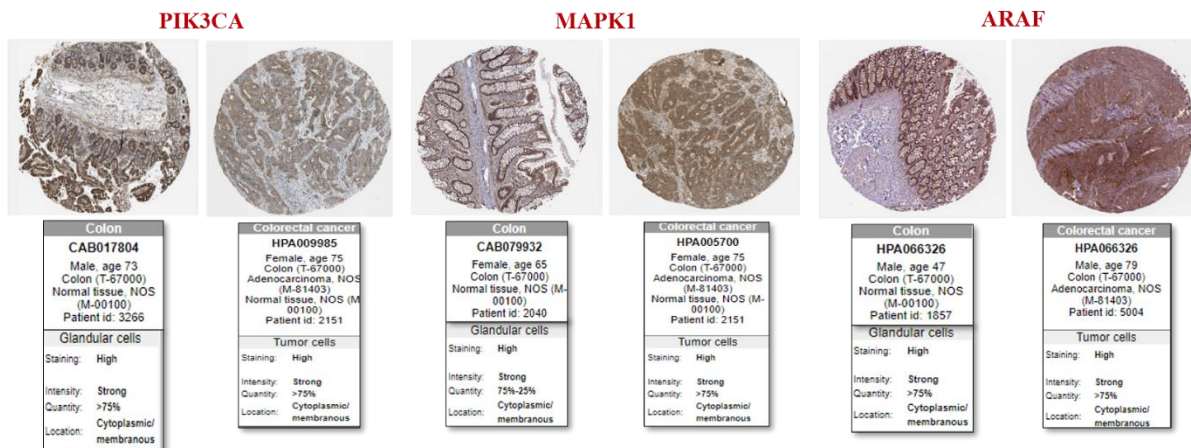 PIK3CA
MAPK1
ARAF
Colon
CAB017804
Male, age 73
Colon (T-67000)
Normal tissue, NOS
(M-00100)
Patient id: 3266
Glandular cells
Staining: High
Intensity: Strong
Quantity: >75%
Location: Cytoplasmic/
membranous
Colorectal cancer
HPA009985
Female, age 75
Colon (T-67000)
Adenocarcinoma, NOS
(M-81403)
Normal tissue, NOS (M-
00100)
Patient id: 2151
Tumor cells
Staining: High
Intensity: Strong
Quantity: >75%
Location: Cytoplasmic/
membranous
Colon
CAB079932
Female, age 65
Colon (T-67000)
Normal tissue, NOS (M-
00100)
Patient id: 2040
Glandular cells
Staining: High
Intensity: Strong
Quantity: 75%-25%
Location: Cytoplasmic/
membranous
Colorectal cancer
HPA005700
Female, age 75
Colon (T-67000)
Adenocarcinoma, NOS
(M-81403)
Normal tissue, NOS (M-
00100)
Patient id: 2151
Tumor cells
Staining: High
Intensity: Strong
Quantity: >75%
Location: Cytoplasmic/
membranous
Colon
HPA066326
Male, age 47
Colon (T-67000)
Normal tissue, NOS
(M-00100)
Patient id: 1857
Glandular cells
Staining: High
Intensity: Strong
Quantity: >75%
Location: Cytoplasmic/
membranous
Colorectal cancer
HPA066326
Male, age 79
Colon (T-67000)
Adenocarcinoma, NOS
(M-81403)
Patient id: 5004
Tumor cells
Staining: High
Intensity: Strong
Quantity: >75%
Location: Cytoplasmic/
membranous